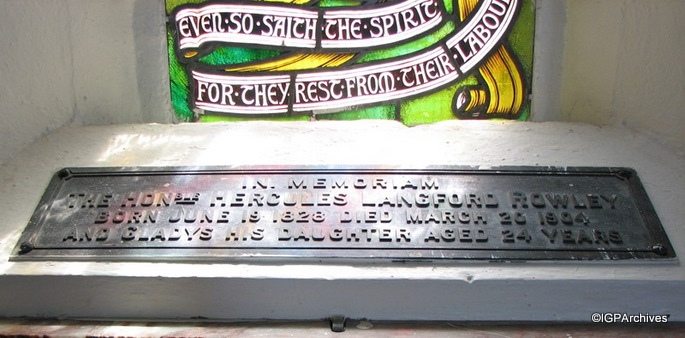 EVEN·SO·SAITH·THE·SPIRIT
FOR·THEY·REST·FROM·THEIR·LABOU
IN MEMORIAM
THE HONBLE HERCULES LANGFORD ROWLEY
BORN JUNE 19 1828 DIED MARCH 20 1904
AND GLADYS HIS DAUGHTER AGED 24 YEARS
©IGPArchives